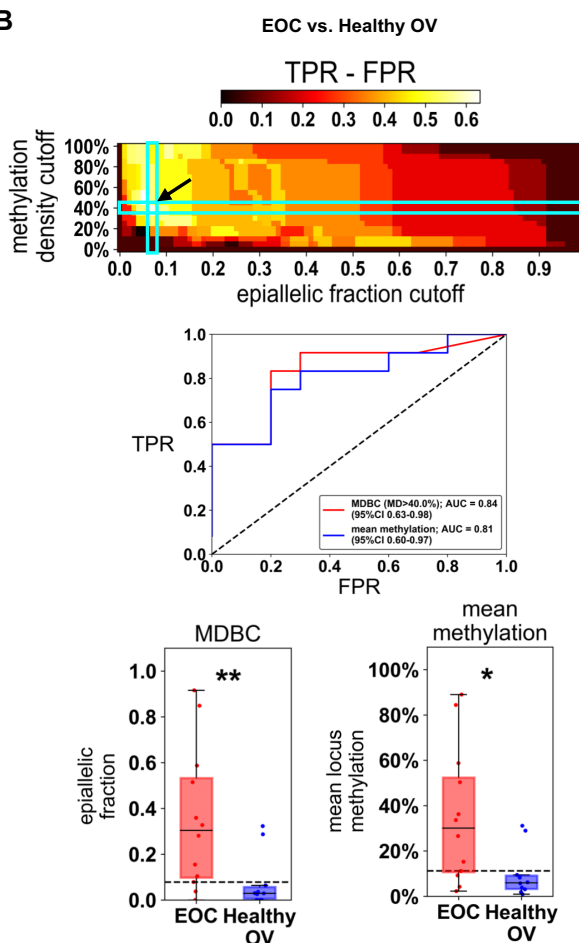 B
EOC vs. Healthy OV
TPR - FPR
0.0 0.1 0.2 0.3 0.4 0.5 0.6
methylation
density cutoff
100%
80%
60%
40%
20%
0%
0.0 0.1 0.2 0.3 0.4 0.5 0.6 0.7 0.8 0.9
epiallelic fraction cutoff
TPR
1.0
0.8
0.6
0.4
0.2
0.0
0.0 0.2 0.4 0.6 0.8 1.0
FPR
MDBC (MD>40.0%); AUC = 0.84
(95%CI 0.63-0.98)
mean methylation; AUC = 0.81
(95%CI 0.60-0.97)
MDBC
**
epiallelic
fraction
1.0
0.8
0.6
0.4
0.2
0.0
EOC Healthy
OV
mean
methylation
*
mean locus
methylation
100%
80%
60%
40%
20%
0%
EOC Healthy
OV